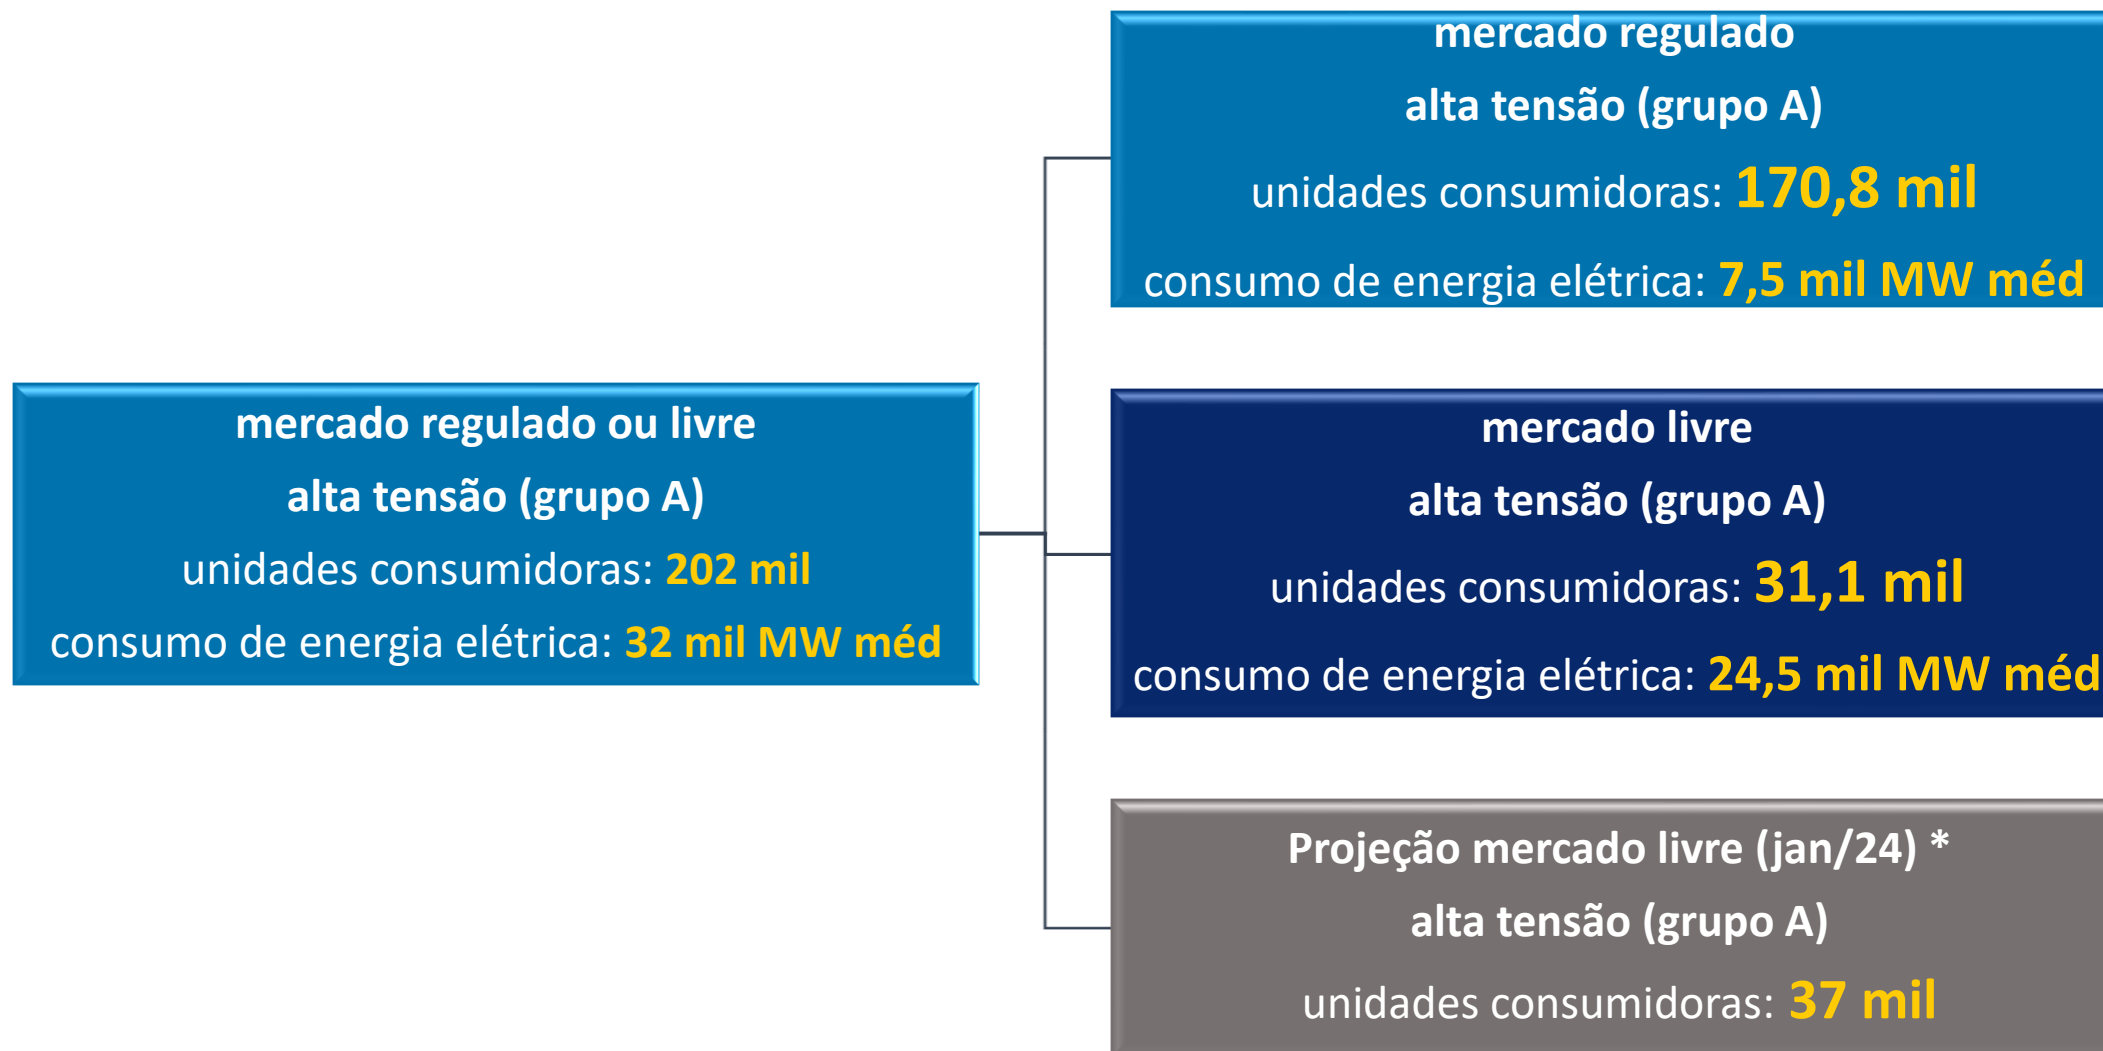 mercado regulado ou livre
alta tensão (grupo A)
unidades consumidoras: 202 mil
consumo de energia elétrica: 32 mil MW méd
mercado regulado
alta tensão (grupo A)
unidades consumidoras: 170,8 mil
consumo de energia elétrica: 7,5 mil MW méd
mercado livre
alta tensão (grupo A)
unidades consumidoras: 31,1 mil
consumo de energia elétrica: 24,5 mil MW méd
Projeção mercado livre (jan/24) *
alta tensão (grupo A)
unidades consumidoras: 37 mil